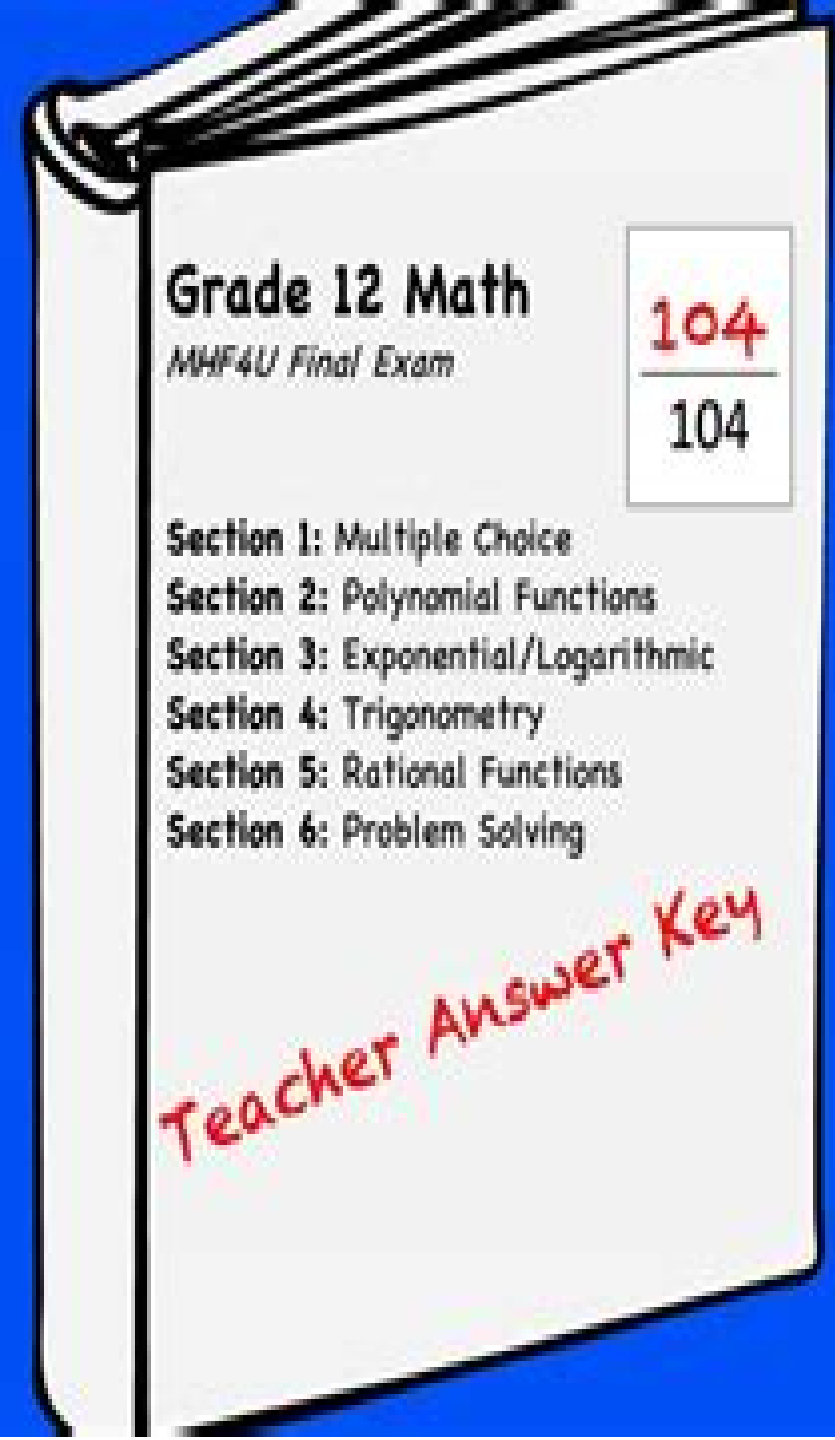 Grade 12 Math
MHF4U Final Exam
104
104
Section 1: Multiple Choice
Section 2: Polynomial Functions
Section 3: Exponential/Logarithmic
Section 4: Trigonometry
Section 5: Rational Functions
Section 6: Problem Solving
Teacher Answer Key